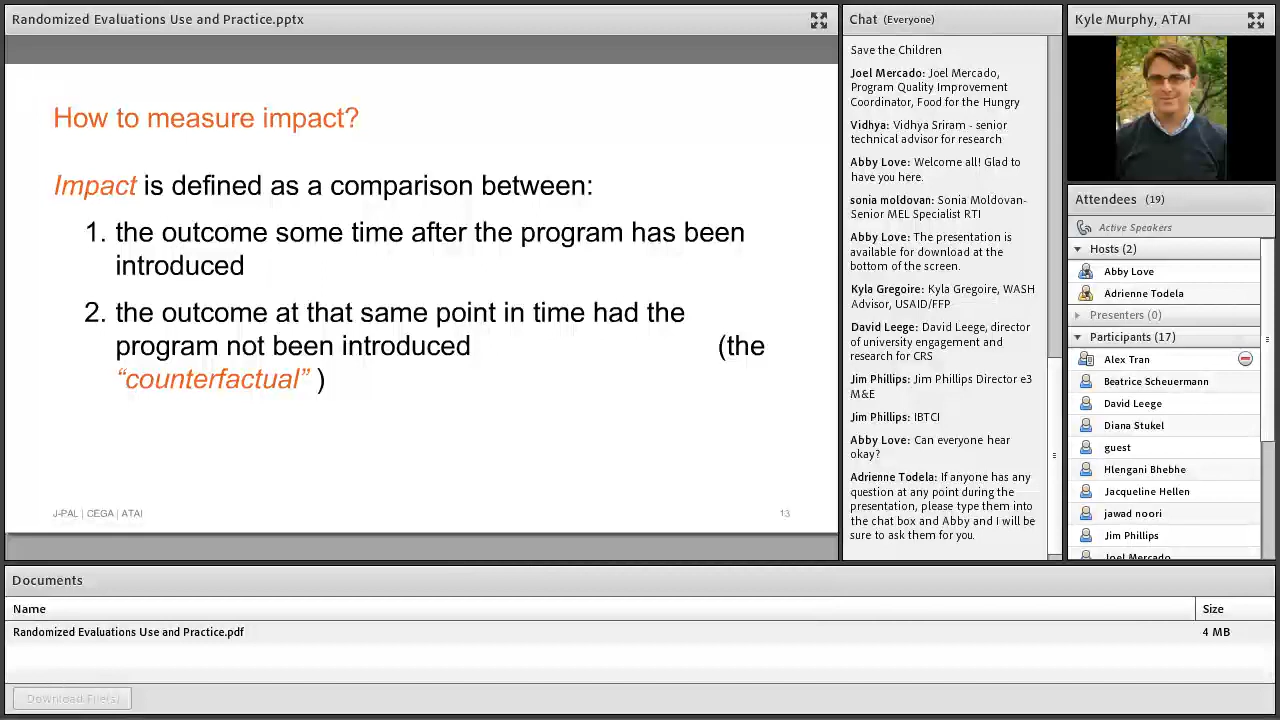 Randomized Evaluations Use and Practice.pptx
How to measure impact?
Impact is defined as a comparison between:
1. the outcome some time after the program has been
introduced
2. the outcome at that same point in time had the
program not been introduced (the
“counterfactual” )
J-PAL | CEGA | ATAI
13
Chat (Everyone)
Save the Children
Joel Mercado: Joel Mercado,
Program Quality Improvement
Coordinator, Food for the Hungry
Vidhya: Vidhya Sriram - senior
technical advisor for research
Abby Love: Welcome all! Glad to
have you here.
sonia moldovan: Sonia Moldovan-
Senior MEL Specialist RTI
Abby Love: The presentation is
available for download at the
bottom of the screen.
Kyla Gregoire: Kyla Gregoire, WASH
Advisor, USAID/FFP
David Leege: David Leege, director
of university engagement and
research for CRS
Jim Phillips: Jim Phillips Director e3
M&E
Jim Phillips: IBTCI
Abby Love: Can everyone hear
okay?
Adrienne Todela: If anyone has any
question at any point during the
presentation, please type them into
the chat box and Abby and I will be
sure to ask them for you.
Kyle Murphy, ATAI
Attendees (19)
Active Speakers
Hosts (2)
Abby Love
Adrienne Todela
Presenters (0)
Participants (17)
Alex Tran
Beatrice Scheuermann
David Leege
Diana Stukel
guest
Hlengani Bhebhe
Jacqueline Hellen
jawad noori
Jim Phillips
Joel Mercado
Documents
Name Size
Randomized Evaluations Use and Practice.pdf 4 MB
Download File(s)